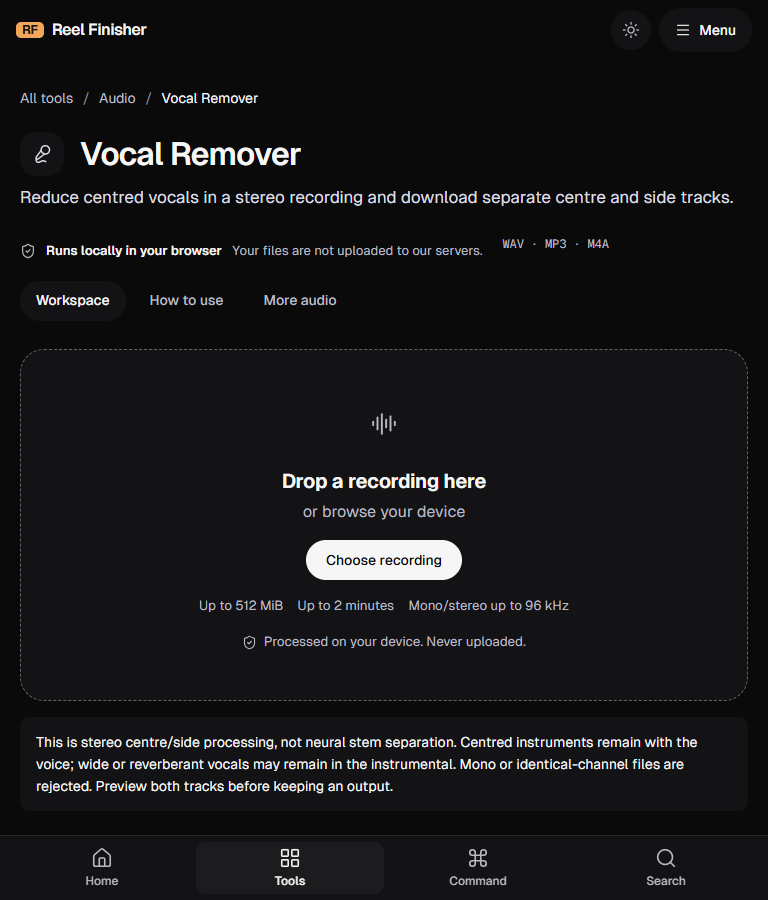 RF Reel Finisher
Menu
All tools / Audio / Vocal Remover
Vocal Remover
Reduce centred vocals in a stereo recording and download separate centre and side tracks.
Runs locally in your browser Your files are not uploaded to our servers. WAV · MP3 · M4A
Workspace How to use More audio
Drop a recording here
or browse your device
Choose recording
Up to 512 MiB Up to 2 minutes Mono/stereo up to 96 kHz
Processed on your device. Never uploaded.
This is stereo centre/side processing, not neural stem separation. Centred instruments remain with the
voice; wide or reverberant vocals may remain in the instrumental. Mono or identical-channel files are
rejected. Preview both tracks before keeping an output.
Home Tools Command Search